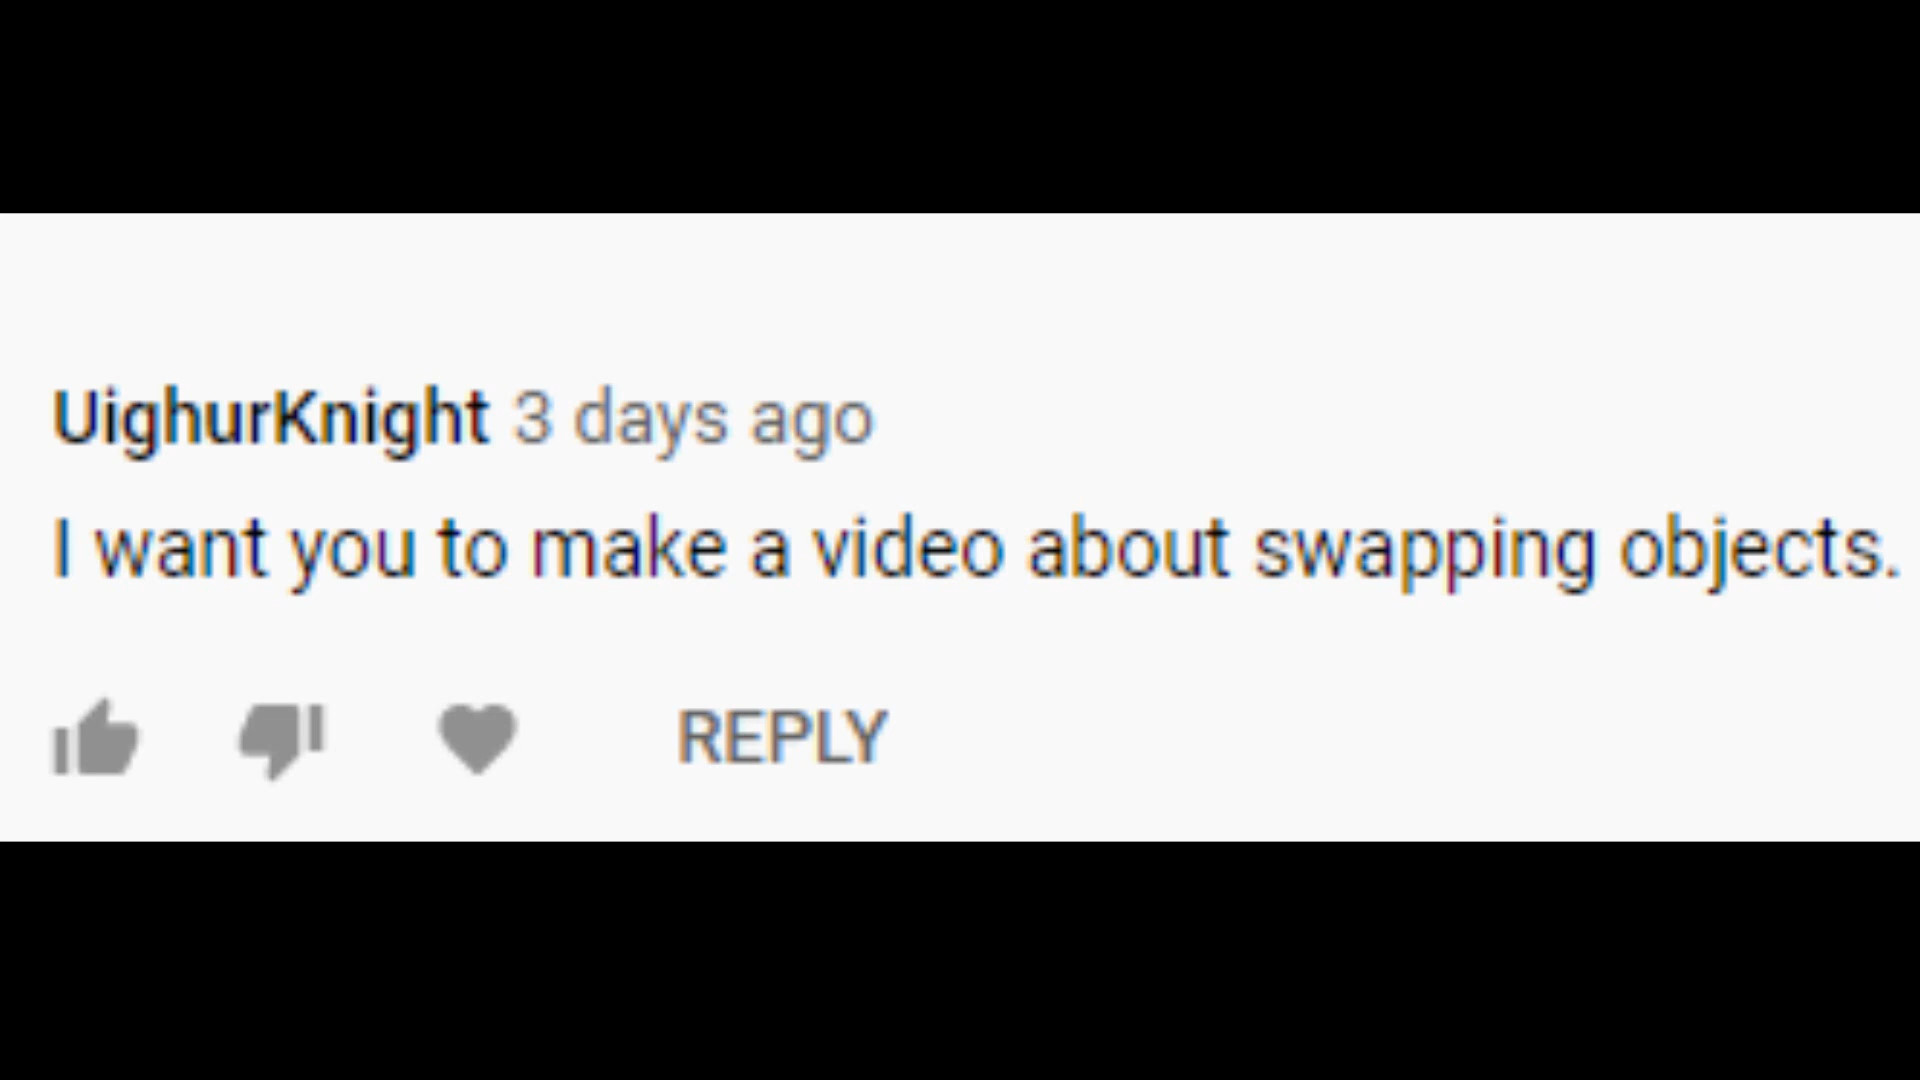 UighurKnight 3 days ago
I want you to make a video about swapping objects.
REPLY